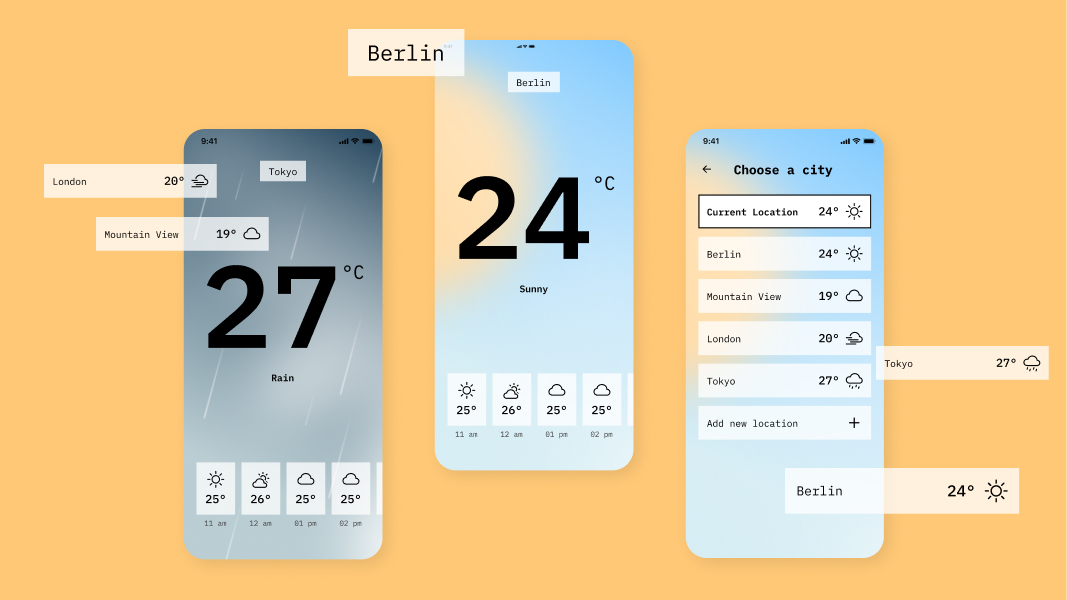 Berlin
Berlin
24 °C
Sunny
25° 26° 25° 25°
11 am 12 am 01 pm 02 pm
9:41
Tokyo
London 20°
Mountain View 19°
27 °C
Rain
25° 26° 25° 25°
11 am 12 am 01 pm 02 pm
9:41
← Choose a city
Current Location 24°
Berlin 24°
Mountain View 19°
London 20°
Tokyo 27°
Add new location +
Tokyo 27°
Berlin 24°